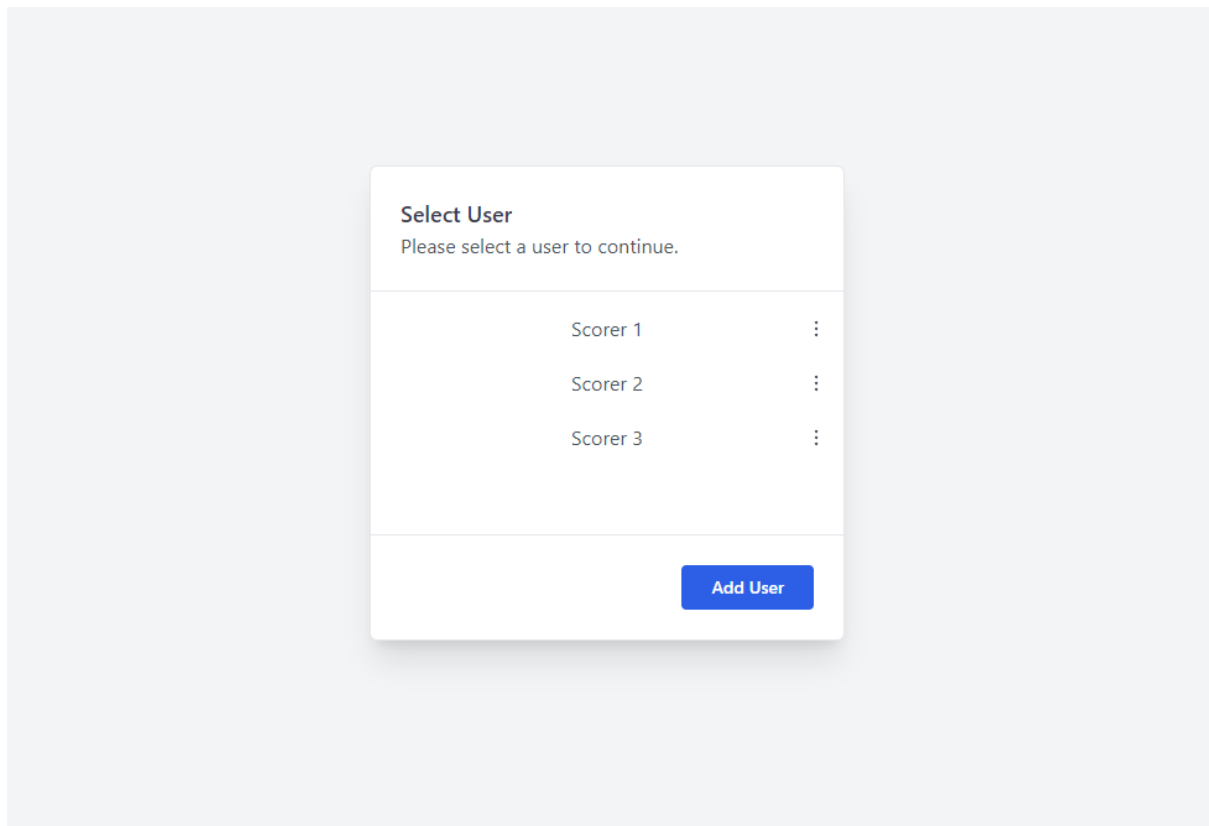 Select User
Please select a user to continue.
Scorer 1
Scorer 2
Scorer 3
Add User